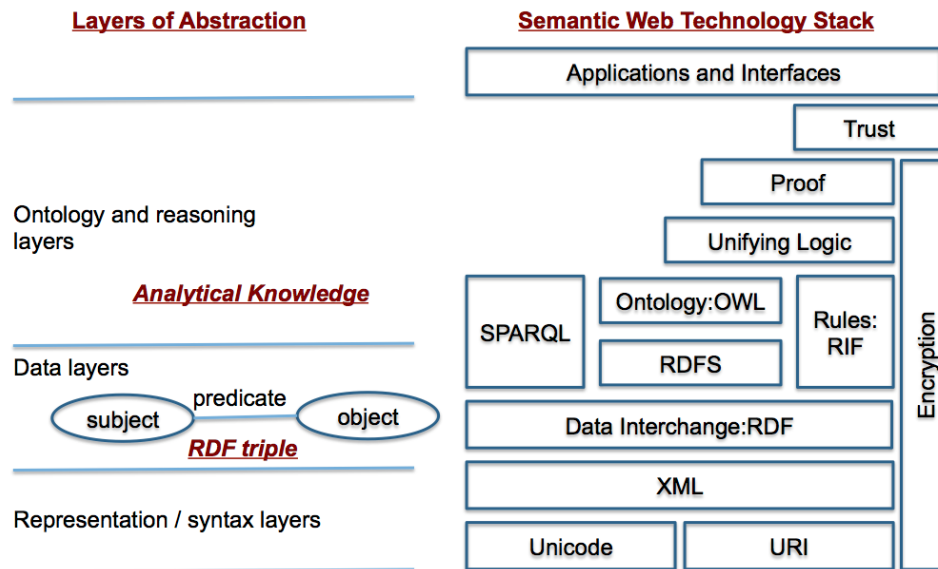 Layers of Abstraction
Semantic Web Technology Stack
Applications and Interfaces
Trust
Proof
Ontology and reasoning
layers
Unifying Logic
Analytical Knowledge
SPARQL
Ontology:OWL
RDFS
Rules:
RIF
Encryption
Data layers
subject
predicate
object
RDF triple
Data Interchange:RDF
XML
Representation / syntax layers
Unicode
URI